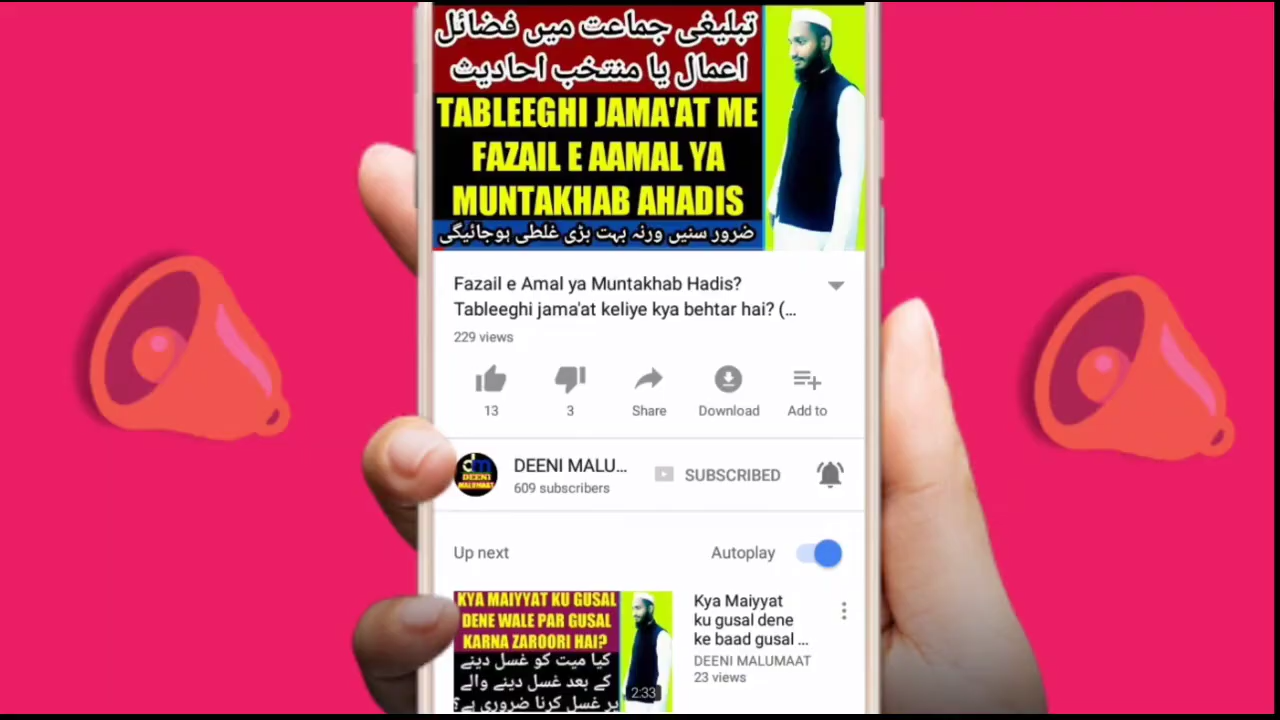 تبلیغی جماعت میں فضائل
اعمال یا منتخب احادیث
TABLEEGHI JAMA'AT ME
FAZAIL E AAMAL YA
MUNTAKHAB AHADIS
ضرور سنیں ورنہ بہت بڑی غلطی ہوجائیگی
Fazail e Amal ya Muntakhab Hadis?
Tableeghi jama'at keliye kya behtar hai? (...
229 views
13
3
Share
Download
Add to
dm
DEENI
MALUMAAT
DEENI MALU...
609 subscribers
SUBSCRIBED
Up next
Autoplay
KYA MAIYYAT KU GUSAL
DENE WALE PAR GUSAL
KARNA ZAROORI HAI?
کیا میت کو غسل دینے
کے بعد غسل دینے والے
پر غسل کرنا ضروری ہے؟
2:33
Kya Maiyyat
ku gusal dene
ke baad gusal ...
DEENI MALUMAAT
23 views